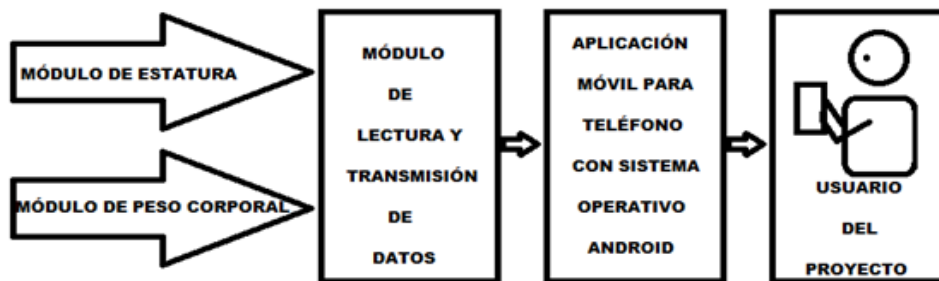 MÓDULO DE ESTATURA
MÓDULO DE PESO CORPORAL
MÓDULO
DE
LECTURA Y
TRANSMISIÓN
DE
DATOS
APLICACIÓN
MÓVIL PARA
TELÉFONO
CON SISTEMA
OPERATIVO
ANDROID
USUARIO
DEL
PROYECTO